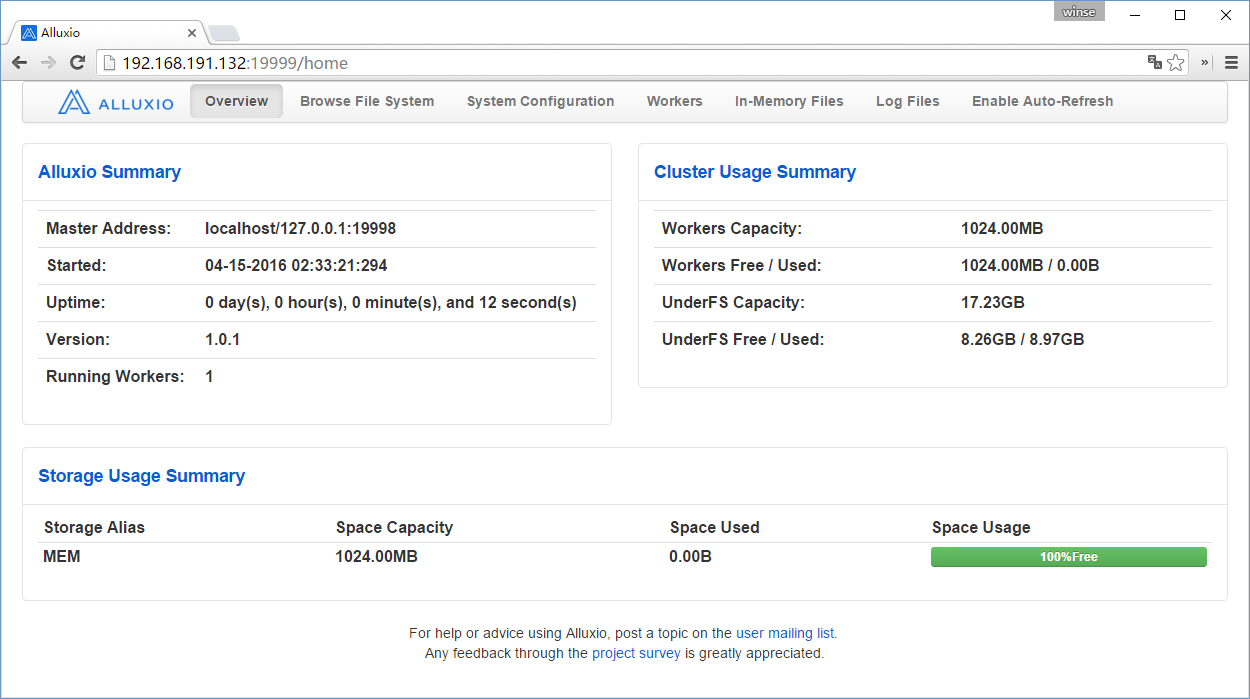 winse
Alluxio
192.168.191.132:19999/home
»
ALLUXIO Overview Browse File System System Configuration Workers In-Memory Files Log Files Enable Auto-Refresh
Alluxio Summary
Master Address: localhost/127.0.0.1:19998
Started: 04-15-2016 02:33:21:294
Uptime: 0 day(s), 0 hour(s), 0 minute(s), and 12 second(s)
Version: 1.0.1
Running Workers: 1
Cluster Usage Summary
Workers Capacity: 1024.00MB
Workers Free / Used: 1024.00MB / 0.00B
UnderFS Capacity: 17.23GB
UnderFS Free / Used: 8.26GB / 8.97GB
Storage Usage Summary
Storage Alias Space Capacity Space Used Space Usage
MEM 1024.00MB 0.00B 100%Free
For help or advice using Alluxio, post a topic on the user mailing list.
Any feedback through the project survey is greatly appreciated.